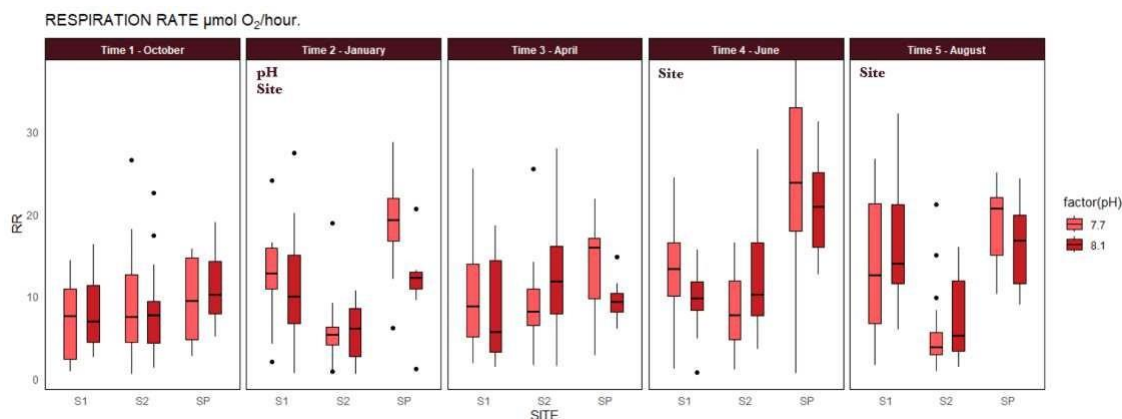 RESPIRATION RATE µmol O₂/hour.
Time 1 - October
Time 2 - January
Time 3 - April
Time 4 - June
Time 5 - August
pH
Site
Site
Site
30
20
10
0
RR
S1 S2 SP
S1 S2 SP
S1 S2 SP
S1 S2 SP
S1 S2 SP
SITE
factor(pH)
7.7
8.1